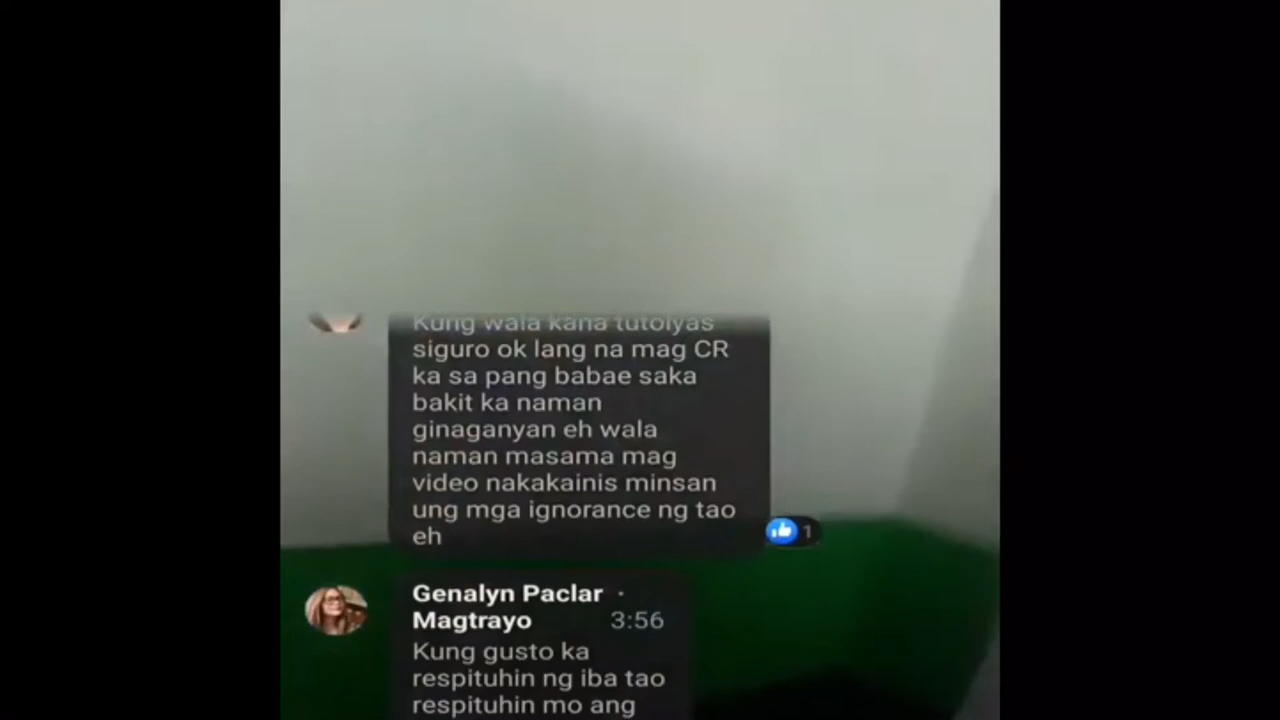 Kung wala kana tutolyas
siguro ok lang na mag CR
ka sa pang babae saka
bakit ka naman
ginaganyan eh wala
naman masama mag
video nakakainis minsan
ung mga ignorance ng tao
eh
1
Genalyn Paclar ·
Magtrayo 3:56
Kung gusto ka
respituhin ng iba tao
respituhin mo ang